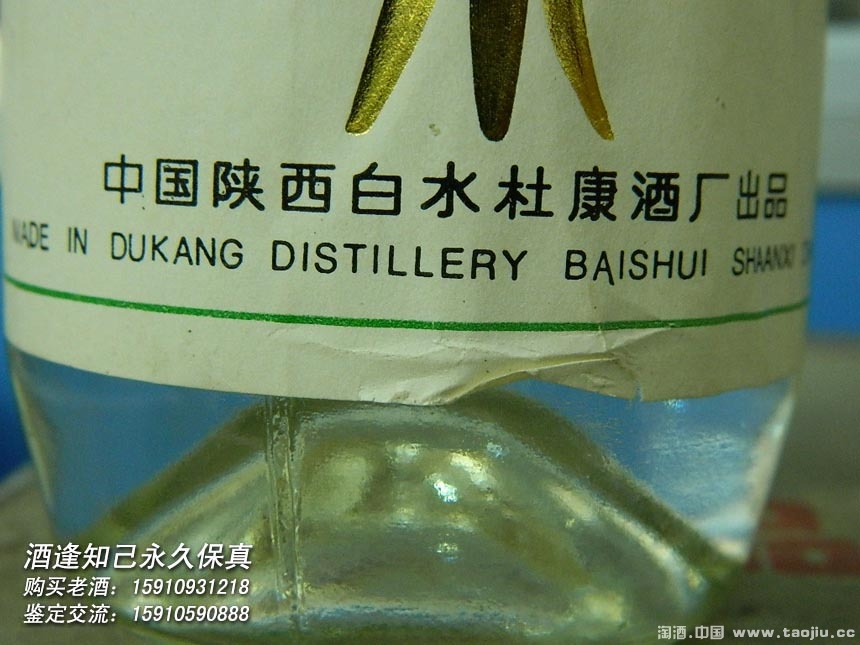 中国陕西白水杜康酒厂出品
MADE IN DUKANG DISTILLERY BAISHUI SHAANXI
酒逢知己永久保真
购买老酒：15910931218
鉴定交流：15910590888
淘酒.中国 www.taojiu.cc